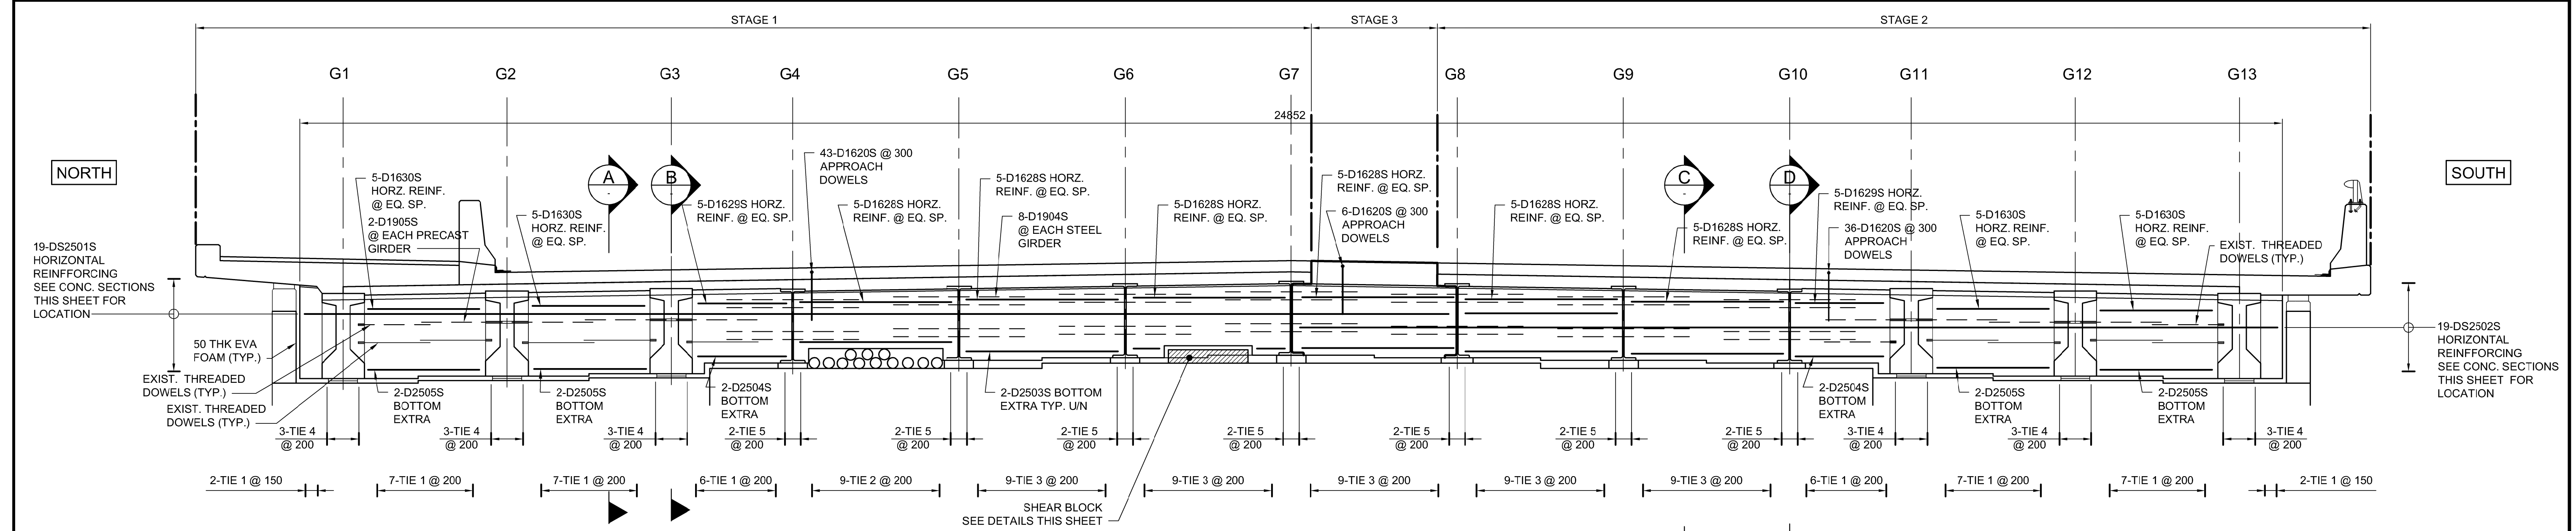 STAGE 1
STAGE 3
STAGE 2
G1
G2
G3
G4
G5
G6
G7
G8
G9
G10
G11
G12
G13
24852
NORTH
SOUTH
5-D1630S
HORZ. REINF.
@ EQ. SP.
2-D1905S
@ EACH PRECAST
GIRDER
5-D1630S
HORZ. REINF.
@ EQ. SP.
A
-
B
-
5-D1629S HORZ.
REINF. @ EQ. SP.
43-D1620S @ 300
APPROACH
DOWELS
5-D1628S HORZ.
REINF. @ EQ. SP.
5-D1628S HORZ.
REINF. @ EQ. SP.
8-D1904S
@ EACH STEEL
GIRDER
5-D1628S HORZ.
REINF. @ EQ. SP.
5-D1628S HORZ.
REINF. @ EQ. SP.
6-D1620S @ 300
APPROACH
DOWELS
5-D1628S HORZ.
REINF. @ EQ. SP.
C
-
D
-
5-D1628S HORZ.
REINF. @ EQ. SP.
5-D1629S HORZ.
REINF. @ EQ. SP.
36-D1620S @ 300
APPROACH
DOWELS
5-D1630S
HORZ. REINF.
@ EQ. SP.
5-D1630S
HORZ. REINF.
@ EQ. SP.
EXIST. THREADED
DOWELS (TYP.)
19-DS2501S
HORIZONTAL
REINFFORCING
SEE CONC. SECTIONS
THIS SHEET FOR
LOCATION
50 THK EVA
FOAM (TYP.)
EXIST. THREADED
DOWELS (TYP.)
EXIST. THREADED
DOWELS (TYP.)
2-D2505S
BOTTOM
EXTRA
2-D2505S
BOTTOM
EXTRA
2-D2504S
BOTTOM
EXTRA
2-D2503S BOTTOM
EXTRA TYP. U/N
2-D2504S
BOTTOM
EXTRA
2-D2505S
BOTTOM
EXTRA
2-D2505S
BOTTOM
EXTRA
19-DS2502S
HORIZONTAL
REINFFORCING
SEE CONC. SECTIONS
THIS SHEET FOR
LOCATION
3-TIE 4
@ 200
3-TIE 4
@ 200
3-TIE 4
@ 200
2-TIE 5
@ 200
2-TIE 5
@ 200
2-TIE 5
@ 200
2-TIE 5
@ 200
2-TIE 5
@ 200
2-TIE 5
@ 200
2-TIE 5
@ 200
3-TIE 4
@ 200
3-TIE 4
@ 200
3-TIE 4
@ 200
2-TIE 1 @ 150
7-TIE 1 @ 200
7-TIE 1 @ 200
6-TIE 1 @ 200
9-TIE 2 @ 200
9-TIE 3 @ 200
9-TIE 3 @ 200
9-TIE 3 @ 200
9-TIE 3 @ 200
9-TIE 3 @ 200
6-TIE 1 @ 200
7-TIE 1 @ 200
7-TIE 1 @ 200
2-TIE 1 @ 150
SHEAR BLOCK
SEE DETAILS THIS SHEET